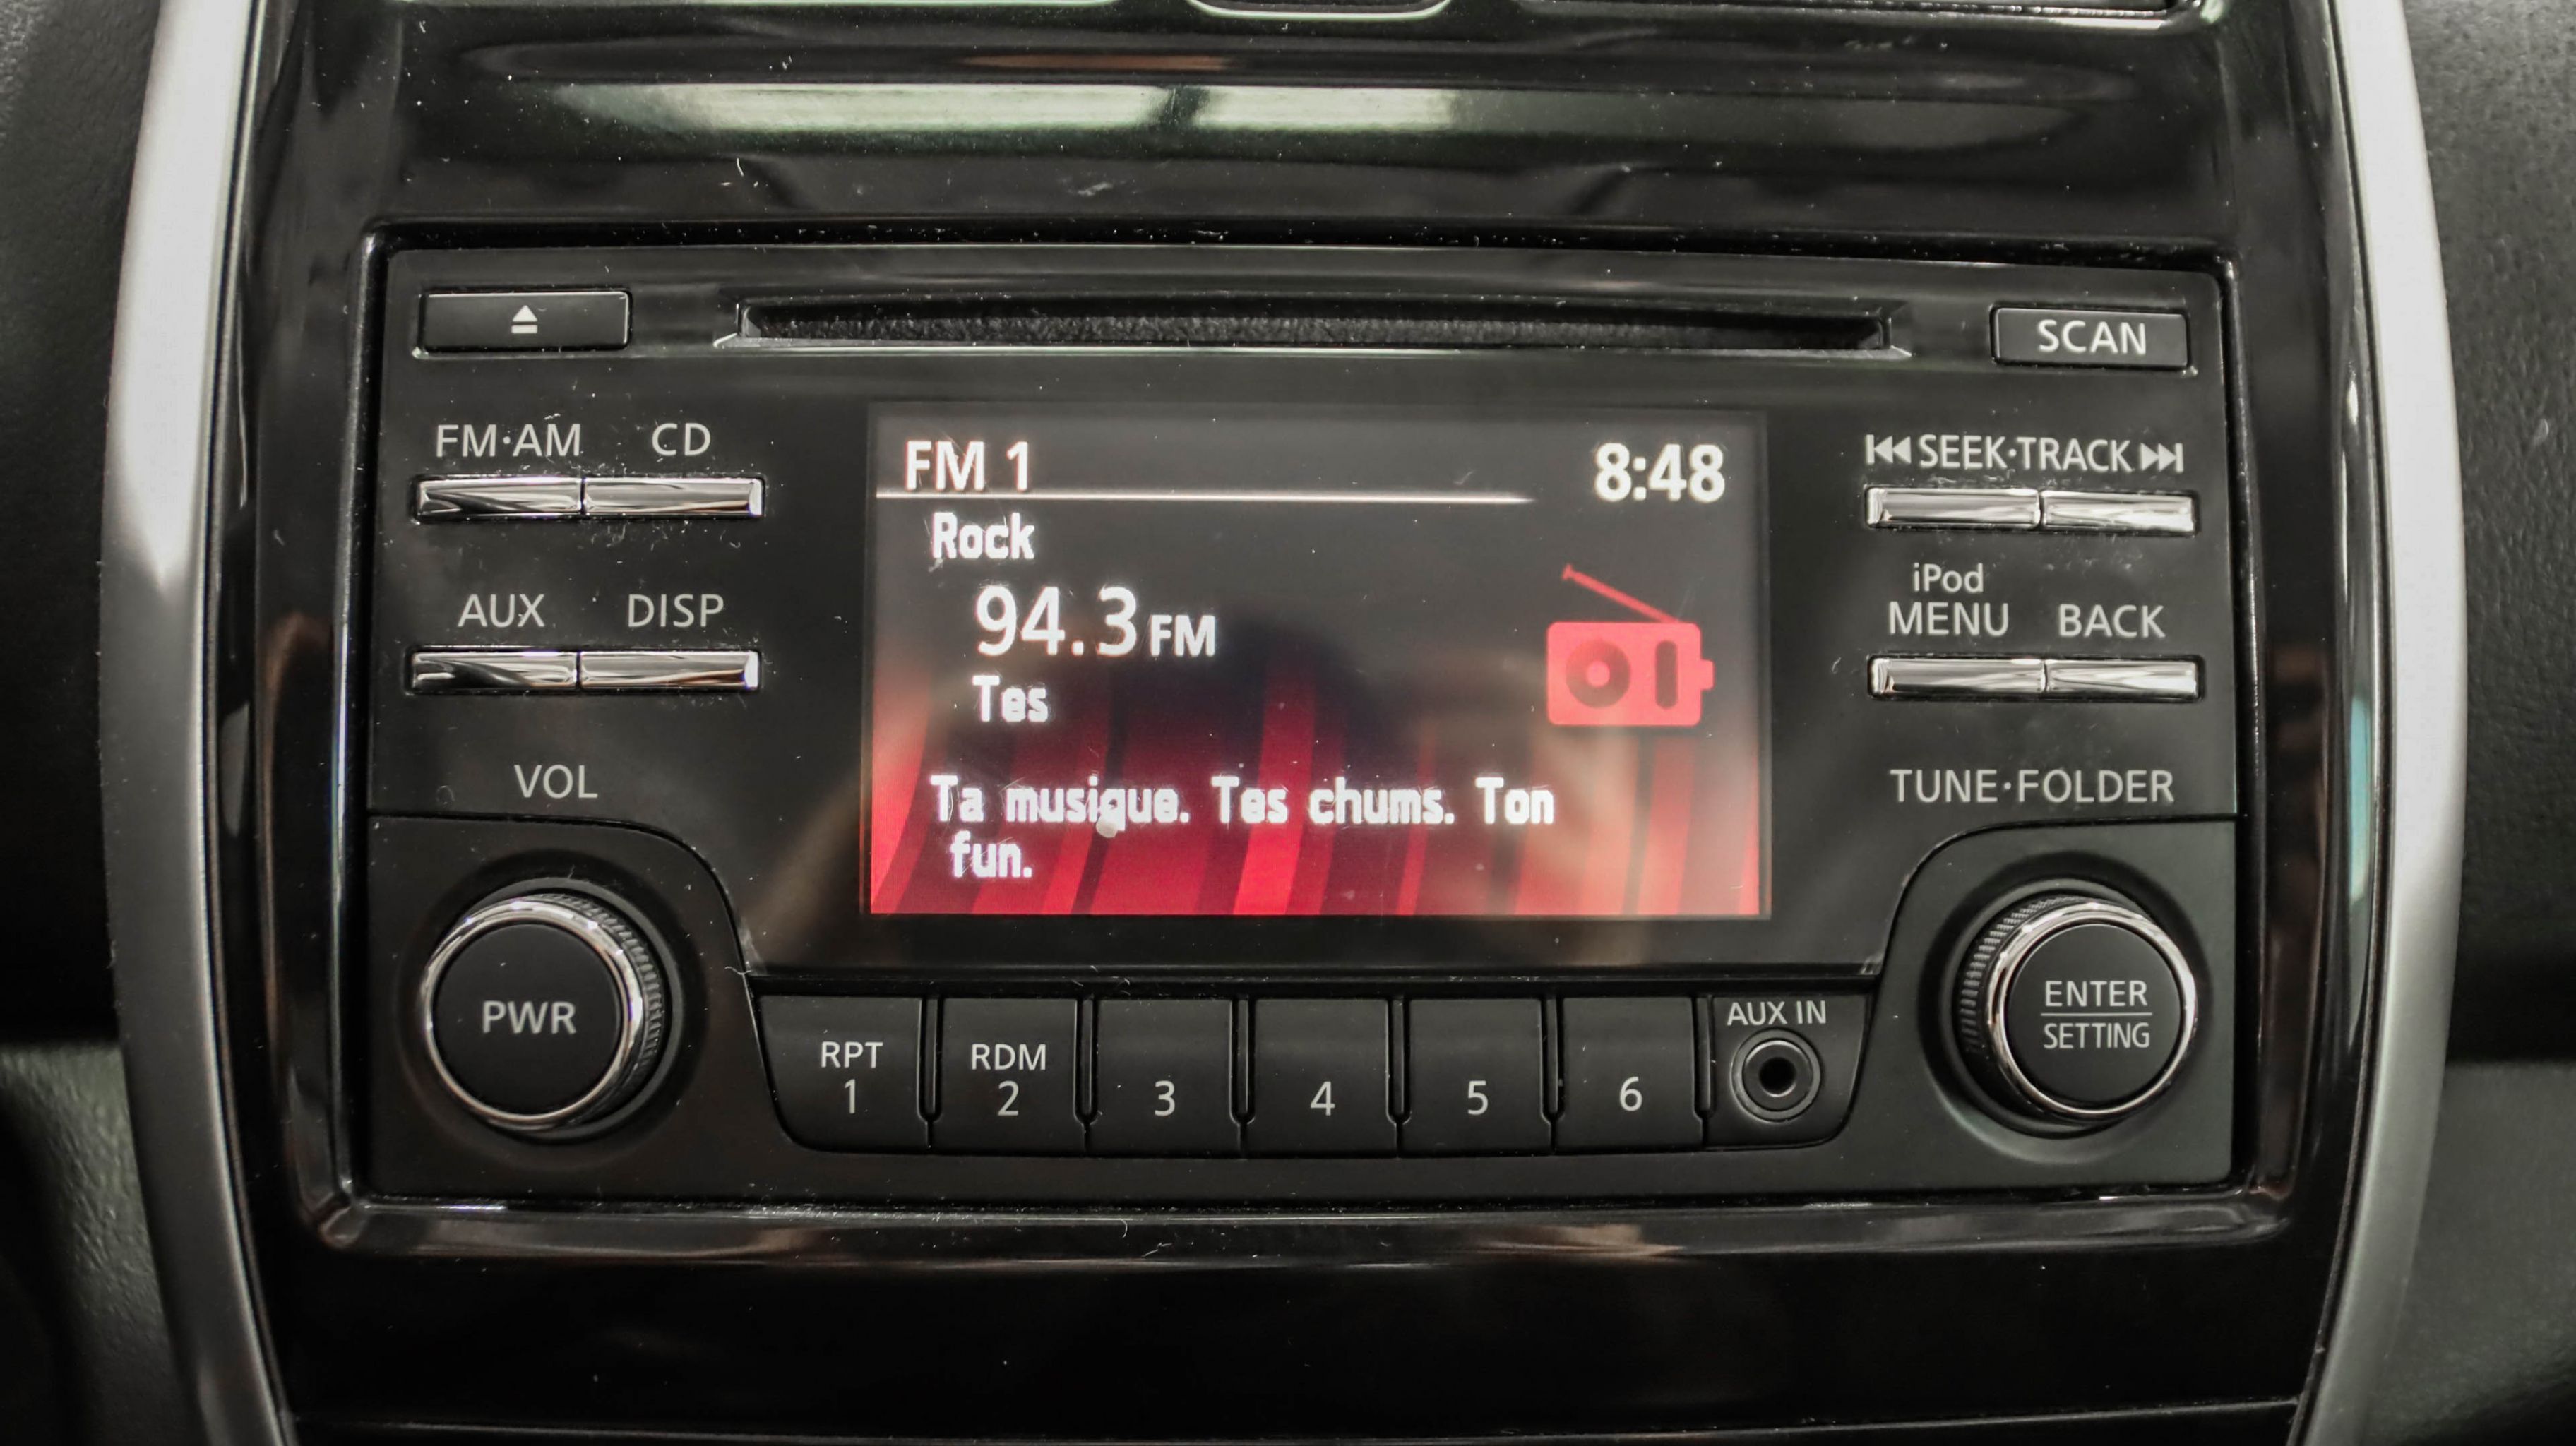 SCAN
FM·AM CD
SEEK·TRACK
AUX DISP
iPod
MENU BACK
VOL
TUNE·FOLDER
FM 1 8:48
Rock
94.3 FM
Tes
Ta musique. Tes chums. Ton
fun.
PWR
RPT
1
RDM
2
3
4
5
6
AUX IN
ENTER
SETTING